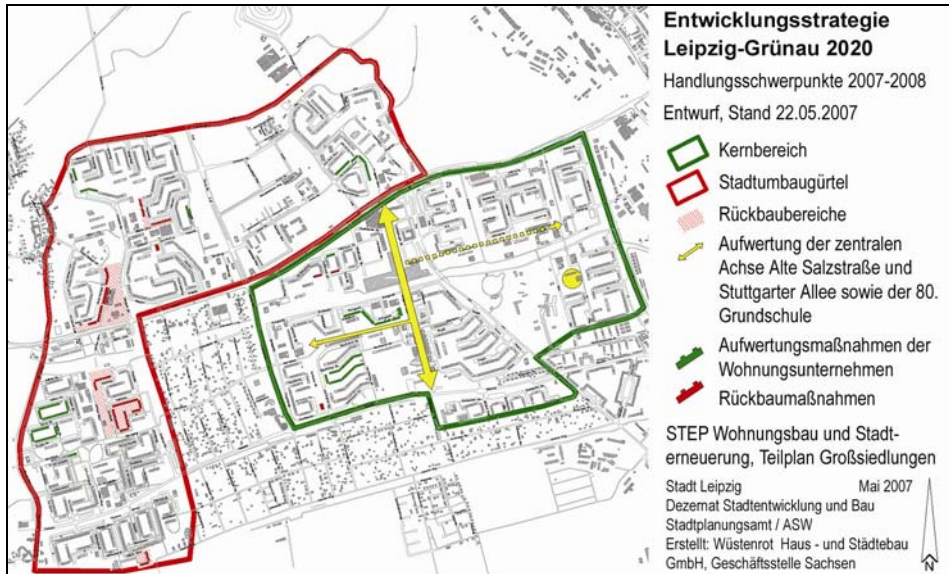 Entwicklungsstrategie
Leipzig-Grünau 2020
Handlungsschwerpunkte 2007-2008
Entwurf, Stand 22.05.2007
Kernbereich
Stadtumbaugürtel
Rückbaubereiche
Aufwertung der zentralen
Achse Alte Salzstraße und
Stuttgarter Allee sowie der 80.
Grundschule
Aufwertungsmaßnahmen der
Wohnungsunternehmen
Rückbaumaßnahmen
STEP Wohnungsbau und Stadt-
erneuerung, Teilplan Großsiedlungen
Stadt Leipzig Mai 2007
Dezernat Stadtentwicklung und Bau
Stadtplanungsamt / ASW
Erstellt: Wüstenrot Haus - und Städtebau
GmbH, Geschäftsstelle Sachsen
N